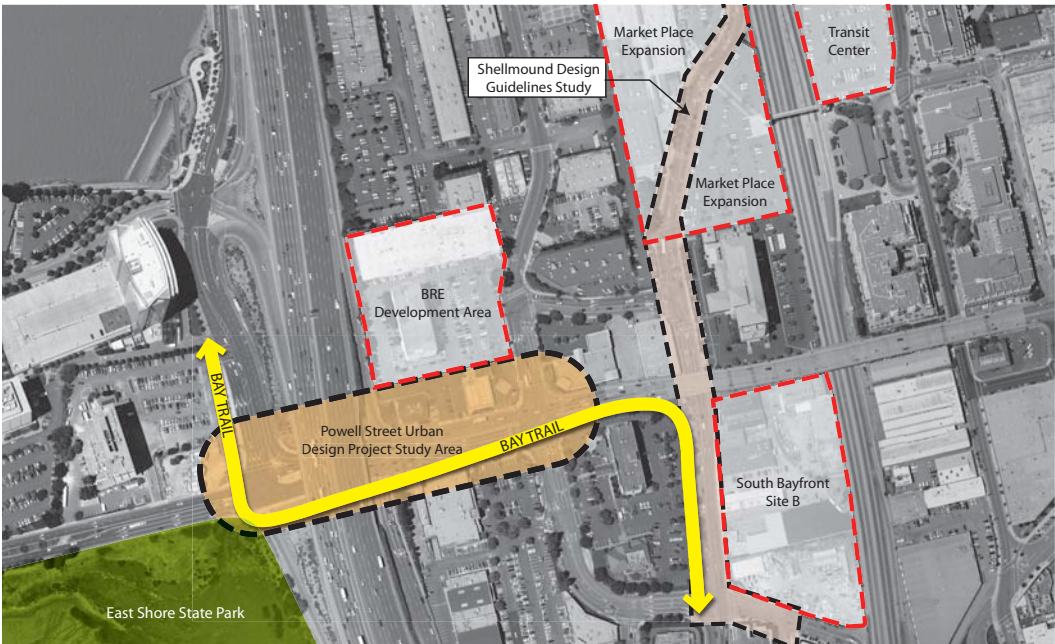 Market Place
Expansion
Transit
Center
Shellmound Design
Guidelines Study
Market Place
Expansion
BRE
Development Area
BAY TRAIL
Powell Street Urban
Design Project Study Area
BAY TRAIL
South Bayfront
Site B
East Shore State Park